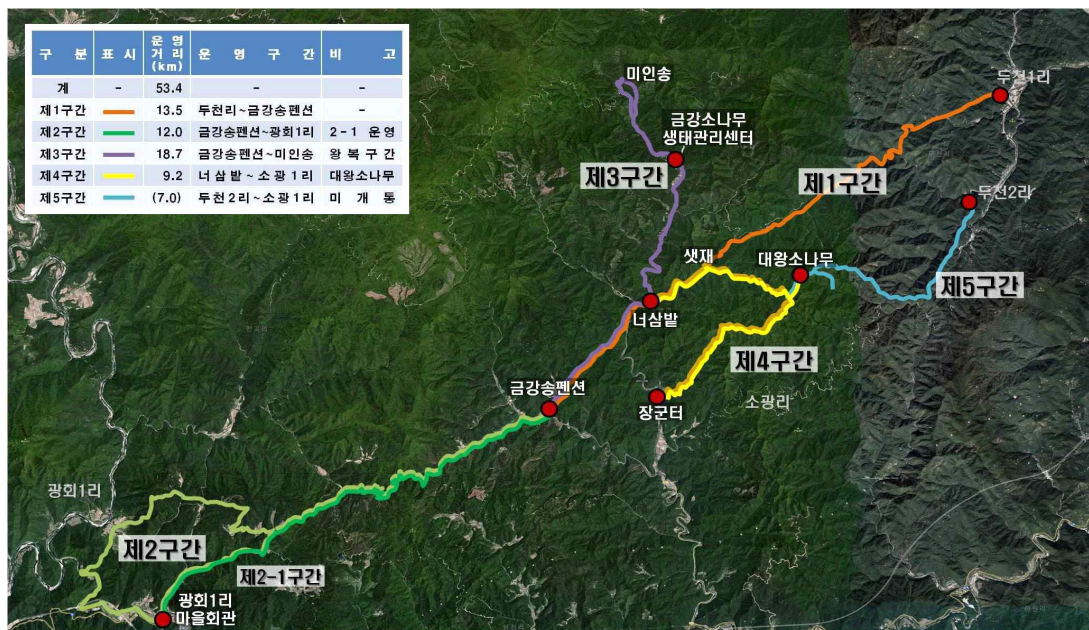 구 분 표 시 운 영 거 리 (km) 운 영 구 간 비 고
계 - 53.4 - -
제1구간 13.5 두천리~금강송펜션 -
제2구간 12.0 금강송펜션~광회1리 2-1 운영
제3구간 18.7 금강송펜션~미인송 왕복구간
제4구간 9.2 너삼밭~소광1리 대왕소나무
제5구간 (7.0) 두천2리~소광1리 미 개 통
미인송
두천1리
금강소나무
생태관리센터
제3구간
제1구간
두천2리
샛재
대왕소나무
제5구간
너삼밭
제4구간
금강송펜션
장군터
소광리
광회1리
제2구간
제2-1구간
광회1리
마을회관